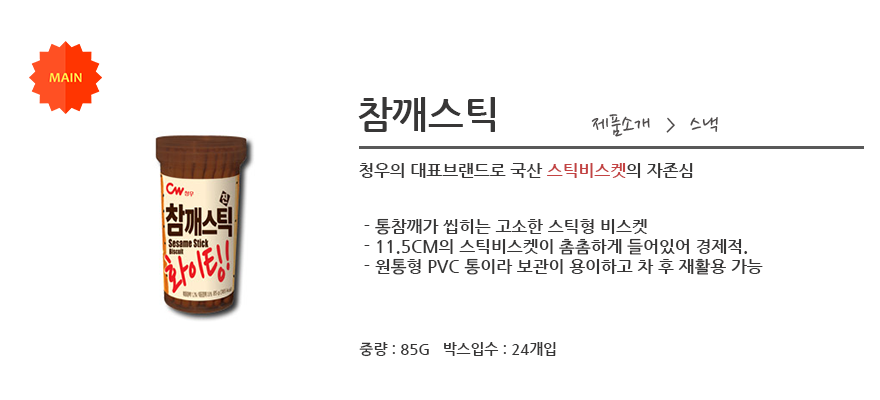 MAIN
참깨스틱
제품소개 > 스낵
청우의 대표브랜드로 국산 스틱비스켓의 자존심
- 통참깨가 씹히는 고소한 스틱형 비스켓
- 11.5CM의 스틱비스켓이 촘촘하게 들어있어 경제적.
- 원통형 PVC 통이라 보관이 용이하고 차 후 재활용 가능
CW 청우
참깨스틱
Sesame Stick
Biscuit
화이팅!
중량 : 85G 박스입수 : 24개입